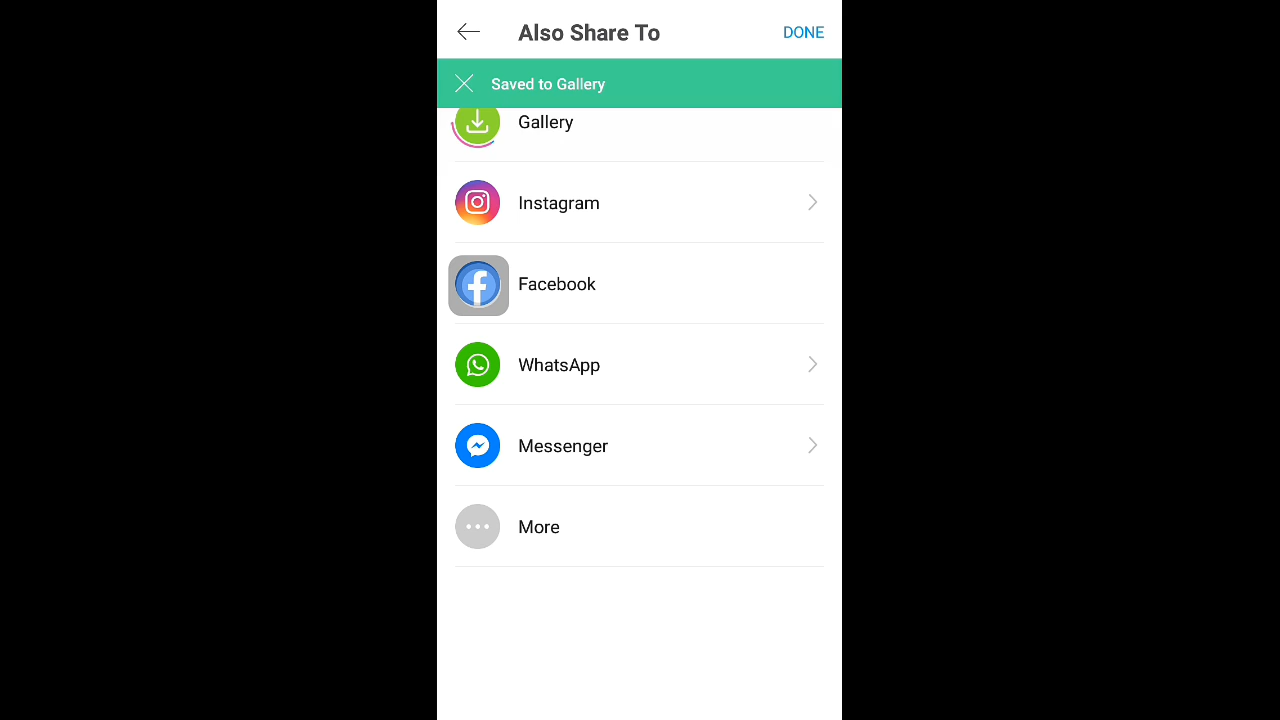 Also Share To
DONE
Saved to Gallery
Gallery
Instagram
Facebook
WhatsApp
Messenger
More